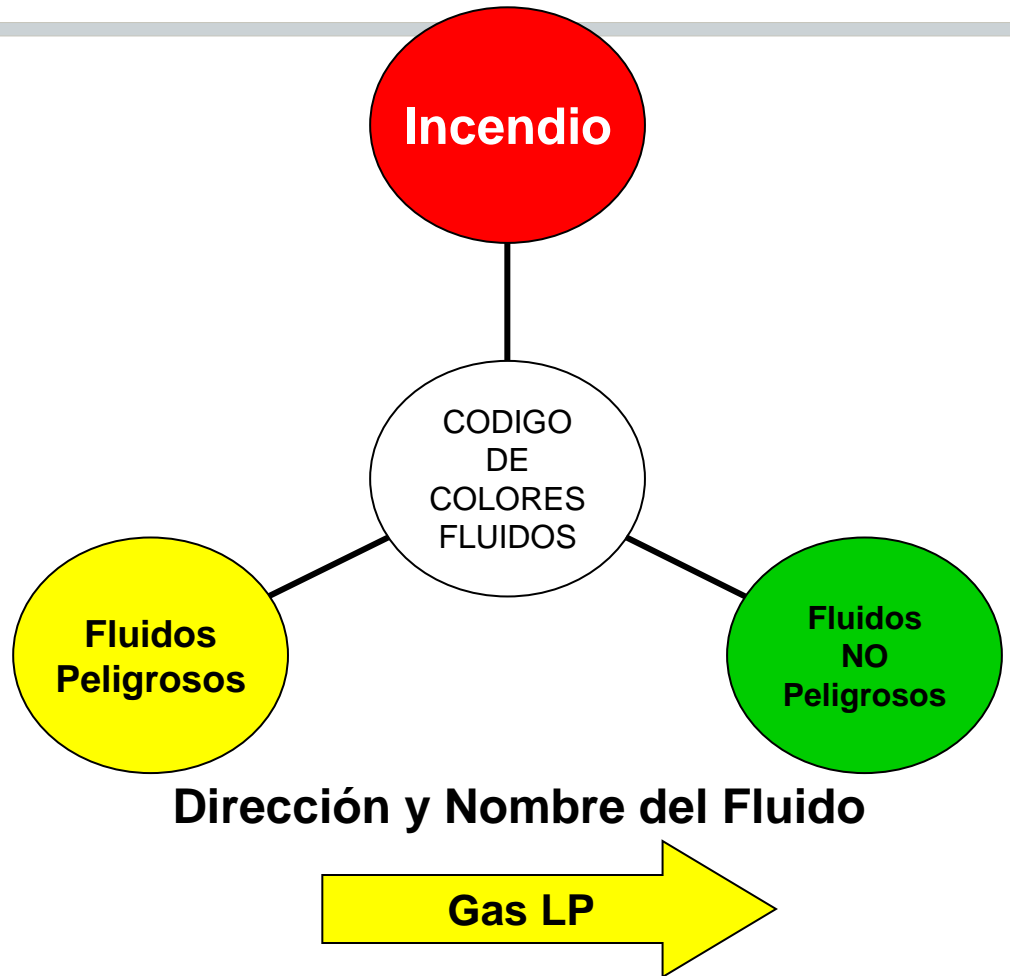 Incendio
CODIGO
DE
COLORES
FLUIDOS
Fluidos
Peligrosos
Fluidos
NO
Peligrosos
Dirección y Nombre del Fluido
Gas LP